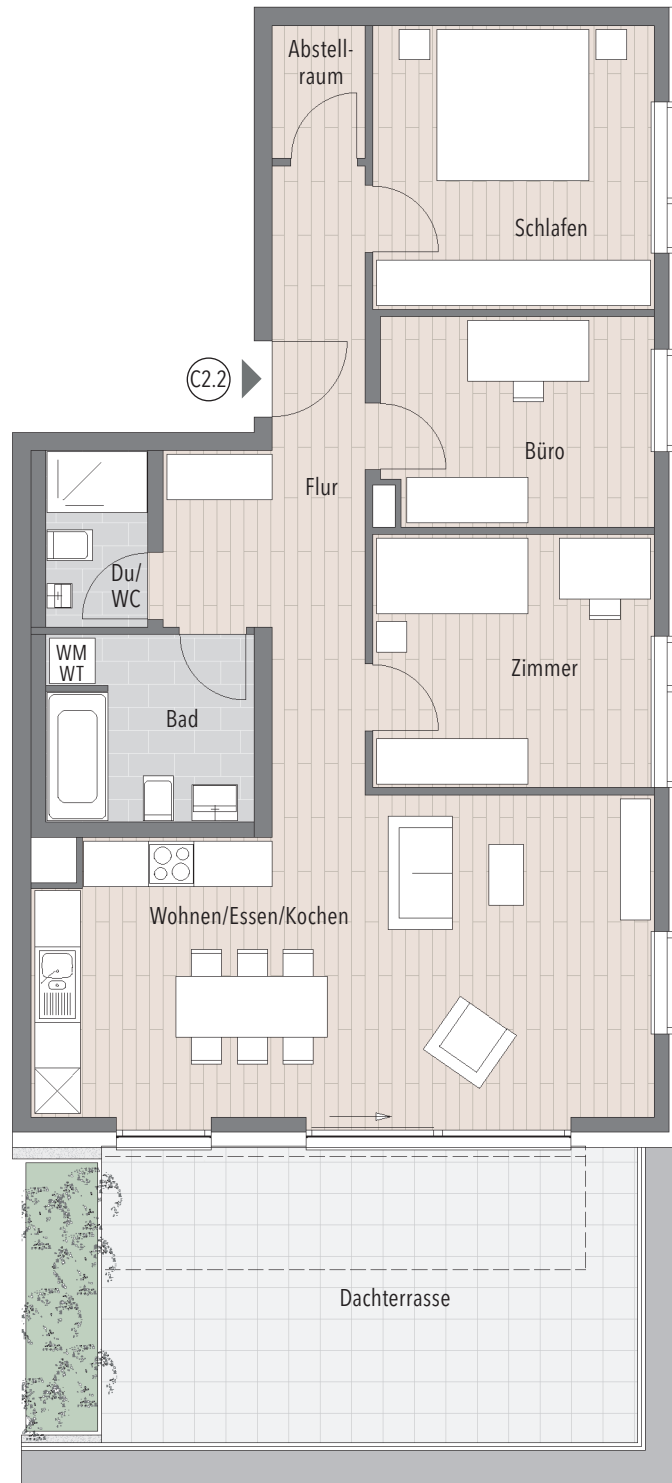 Abstell-
raum
Schlafen
C2.2
Büro
Flur
Du/
WC
WM
WT
Zimmer
Bad
Wohnen/Essen/Kochen
Dachterrasse